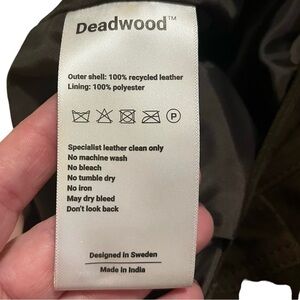 Deadwood™
Outer shell: 100% recycled leather
Lining: 100% polyester
P
Specialist leather clean only
No machine wash
No bleach
No tumble dry
No iron
May dry bleed
Don't look back
Designed in Sweden
Made in India